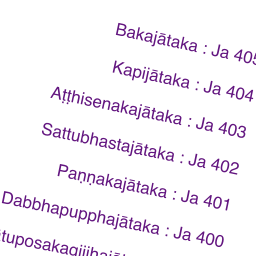 Bakajātaka : Ja 405
Kapijātaka : Ja 404
Aṭṭhisenakajātaka : Ja 403
Sattubhastajātaka : Ja 402
Paṇṇakajātaka : Ja 401
Dabbhapupphajātaka : Ja 400